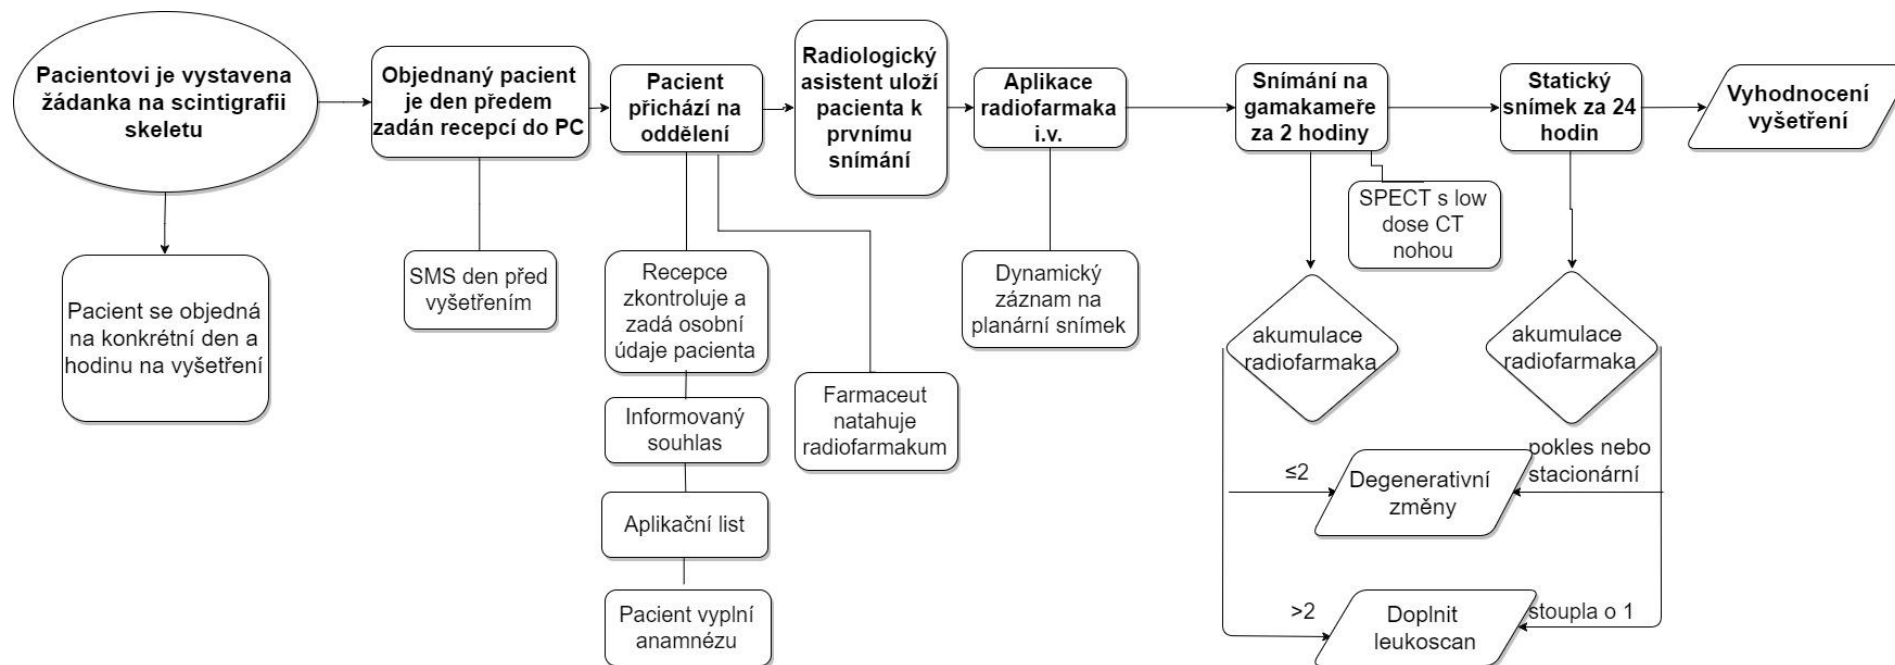 Pacientovi je vystavena
žádanka na scintigrafii
skeletu
Objednaný pacient
je den předem
zadán recepcí do PC
Pacient
přichází na
oddělení
Radiologický
asistent uloží
pacienta k
prvnímu
snímání
Aplikace
radiofarmaka
i.v.
Snímání na
gamakameře
za 2 hodiny
Statický
snímek za 24
hodin
Vyhodnocení
vyšetření
SPECT s low
dose CT
nohou
Pacient se objedná
na konkrétní den a
hodinu na vyšetření
SMS den před
vyšetřením
Recepce
zkontroluje a
zadá osobní
údaje pacienta
Dynamický
záznam na
planární snímek
akumulace
radiofarmaka
akumulace
radiofarmaka
Informovaný
souhlas
Farmaceut
natahuje
radiofarmakum
Aplikační list
Pacient vyplní
anamnézu
≤2
Degenerativní
změny
pokles nebo
stacionární
>2
Doplnit
leukoscan
stoupla o 1